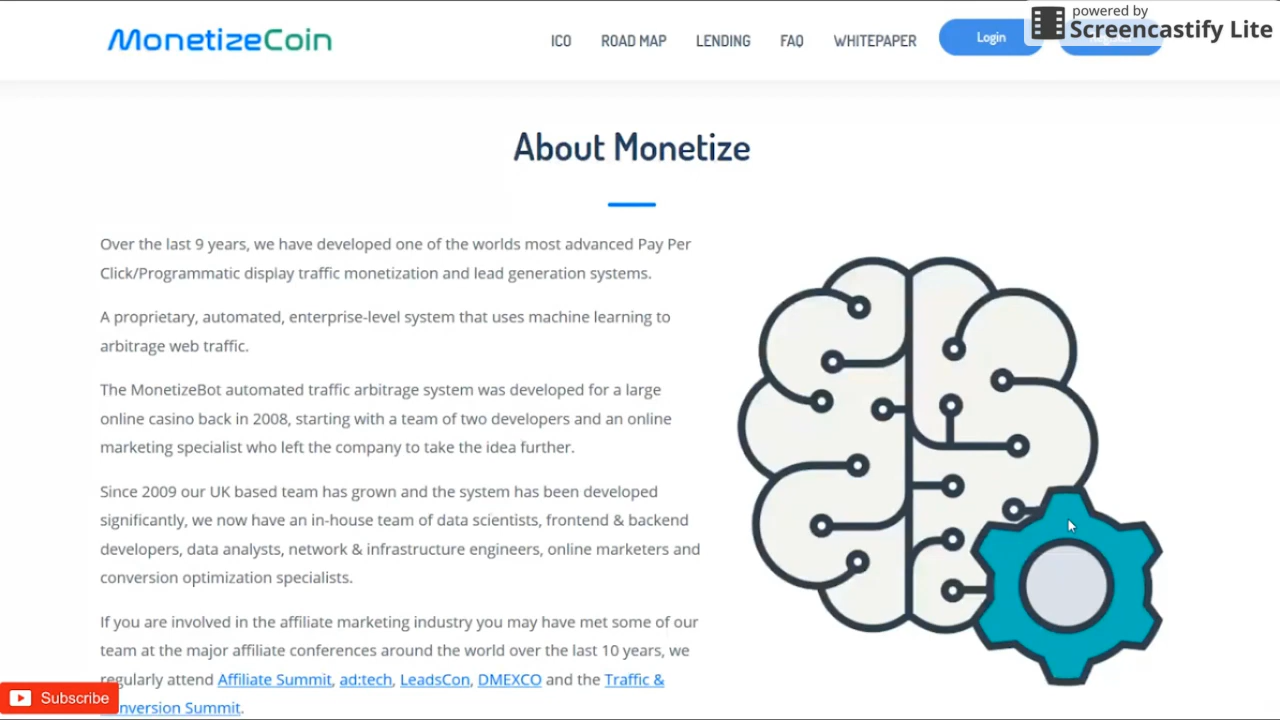 powered by
Screencastify Lite
MonetizeCoin
ICO ROAD MAP LENDING FAQ WHITEPAPER Login
About Monetize
Over the last 9 years, we have developed one of the worlds most advanced Pay Per
Click/Programmatic display traffic monetization and lead generation systems.
A proprietary, automated, enterprise-level system that uses machine learning to
arbitrage web traffic.
The MonetizeBot automated traffic arbitrage system was developed for a large
online casino back in 2008, starting with a team of two developers and an online
marketing specialist who left the company to take the idea further.
Since 2009 our UK based team has grown and the system has been developed
significantly, we now have an in-house team of data scientists, frontend & backend
developers, data analysts, network & infrastructure engineers, online marketers and
conversion optimization specialists.
If you are involved in the affiliate marketing industry you may have met some of our
team at the major affiliate conferences around the world over the last 10 years, we
regularly attend Affiliate Summit, ad:tech, LeadsCon, DMEXCO and the Traffic &
Conversion Summit.
Subscribe